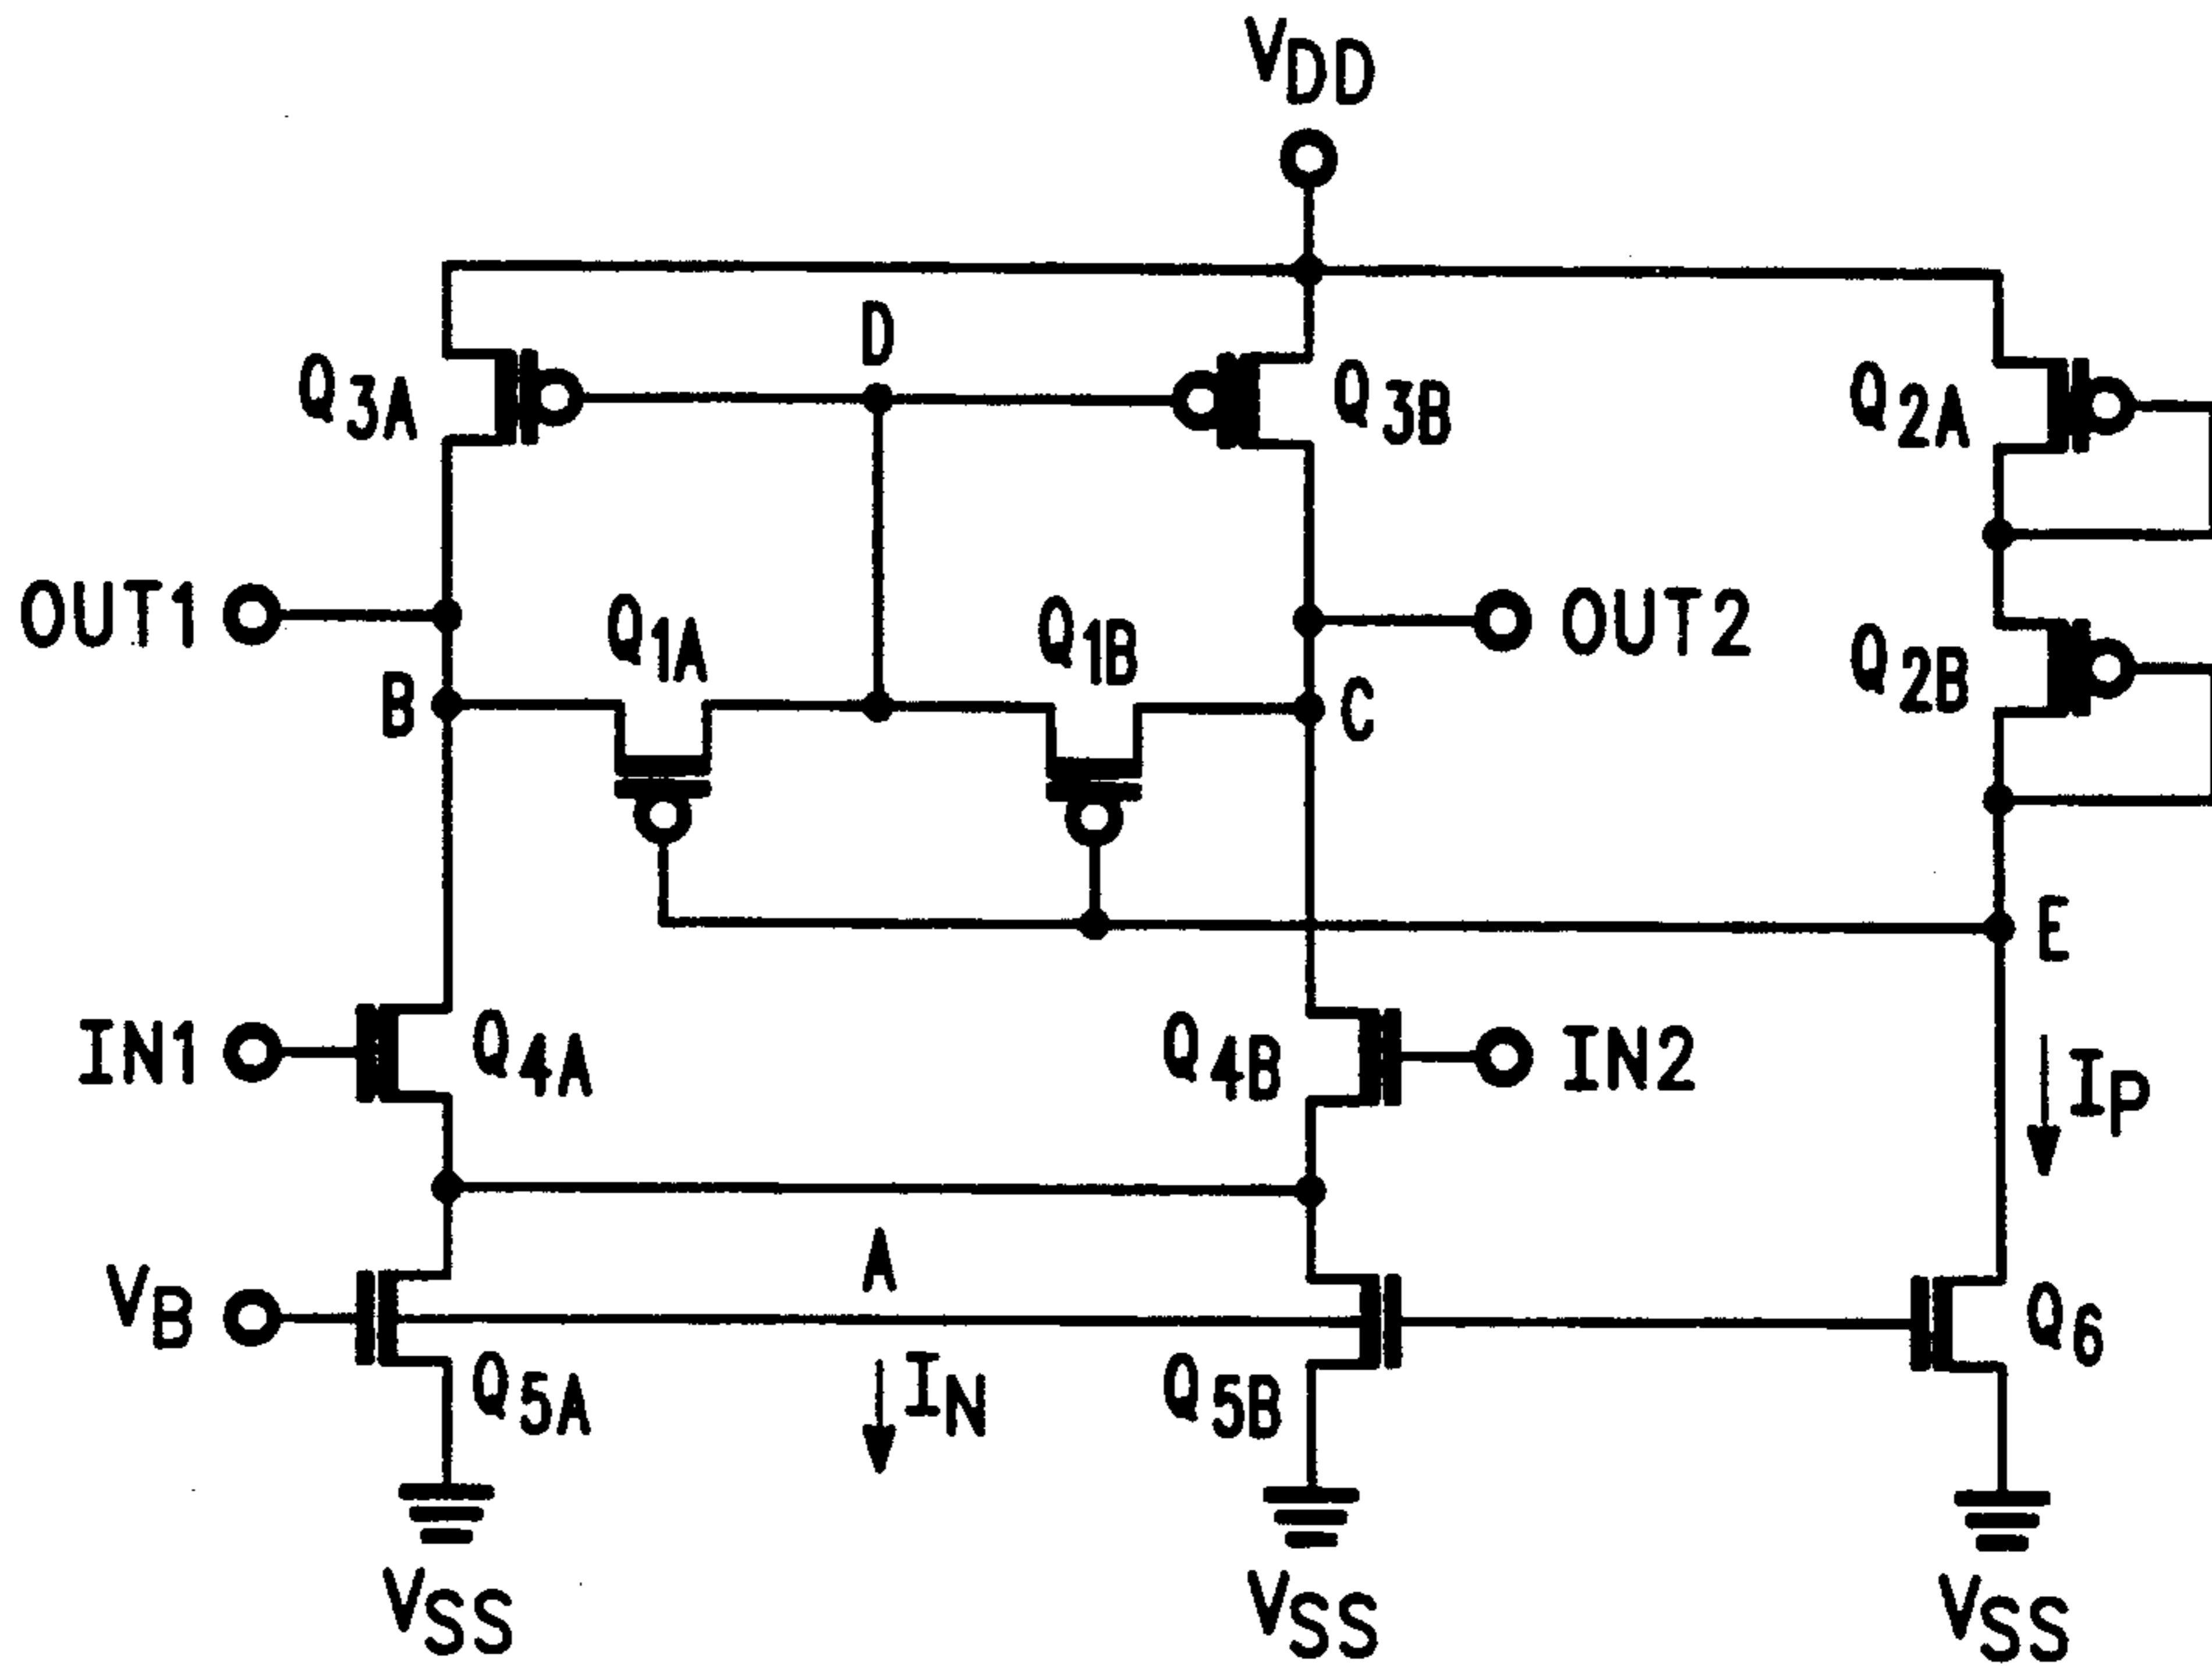 VDD
D
Q3A
Q3B
Q2A
OUT1
Q1A
Q1B
OUT2
Q2B
B
C
E
IN1
Q4A
Q4B
IN2
IP
A
VB
Q5A
IN
Q5B
Q6
VSS
VSS
VSS